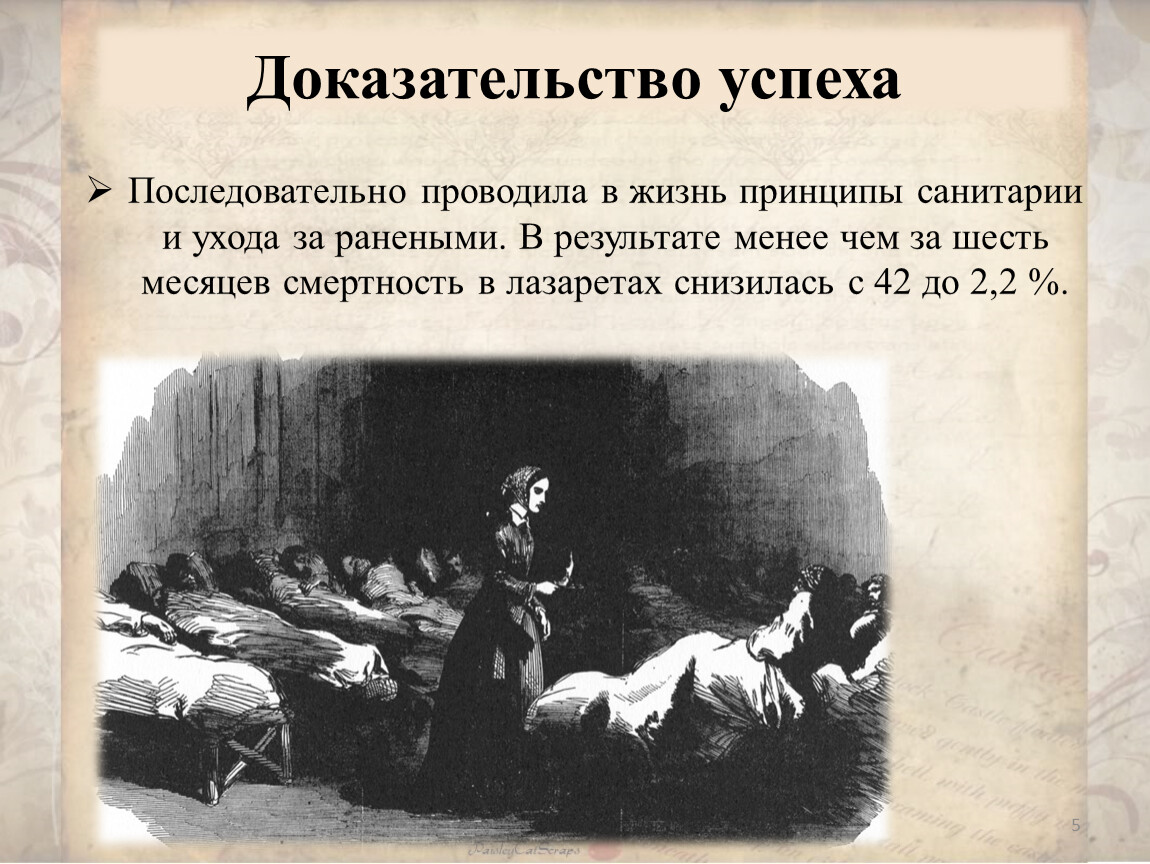 Доказательство успеха
➢ Последовательно проводила в жизнь принципы санитарии
и ухода за ранеными. В результате менее чем за шесть
месяцев смертность в лазаретах снизилась с 42 до 2,2 %.
5
PaisleyCatScraps